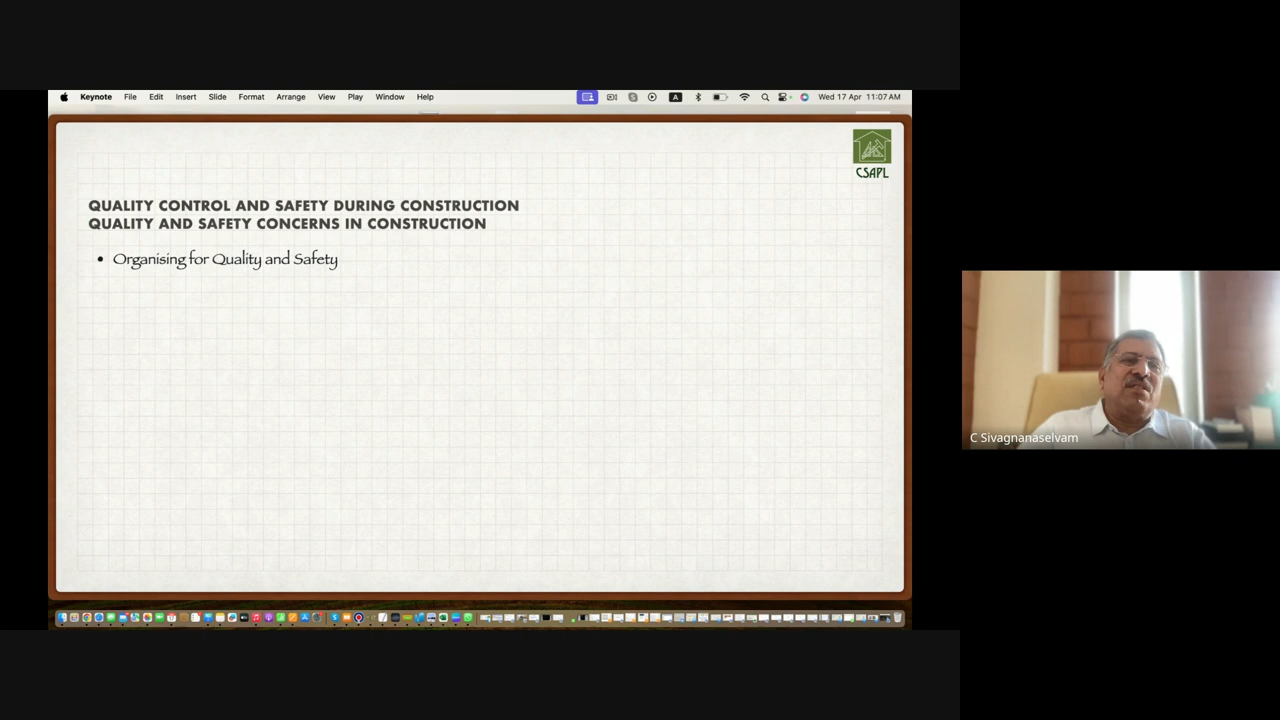 Keynote File Edit Insert Slide Format Arrange View Play Window Help A Wed 17 Apr 11:07 AM
CSAPL
QUALITY CONTROL AND SAFETY DURING CONSTRUCTION
QUALITY AND SAFETY CONCERNS IN CONSTRUCTION
• Organising for Quality and Safety
C Sivagnanaselvam